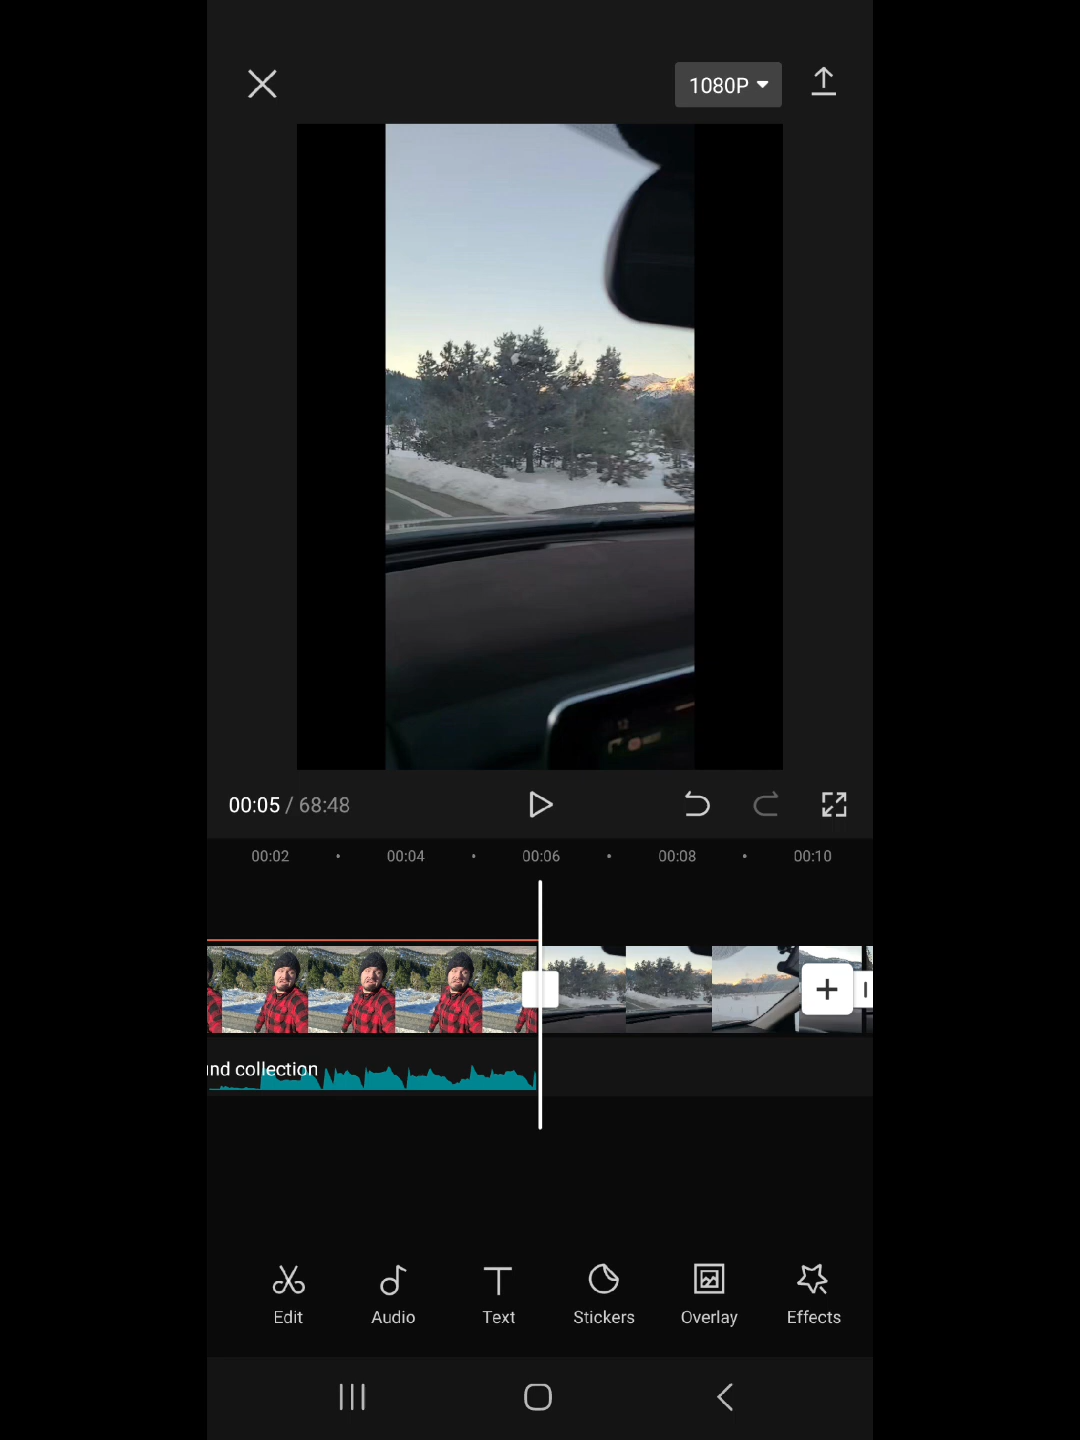 1080P
00:05 / 68:48
00:02 00:04 00:06 00:08 00:10
nd collection
Edit Audio Text Stickers Overlay Effects